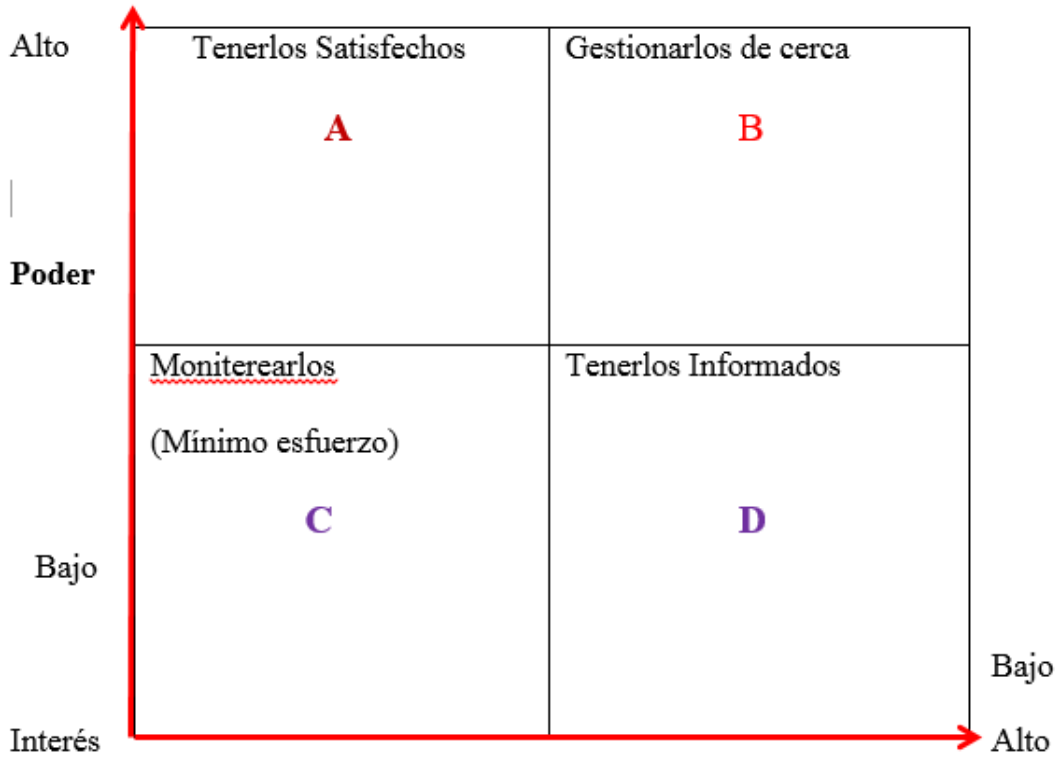 Alto
Tenerlos Satisfechos
Gestionarlos de cerca
A
B
Poder
Moniterearlos
Tenerlos Informados
(Mínimo esfuerzo)
C
D
Bajo
Bajo
Interés
Alto